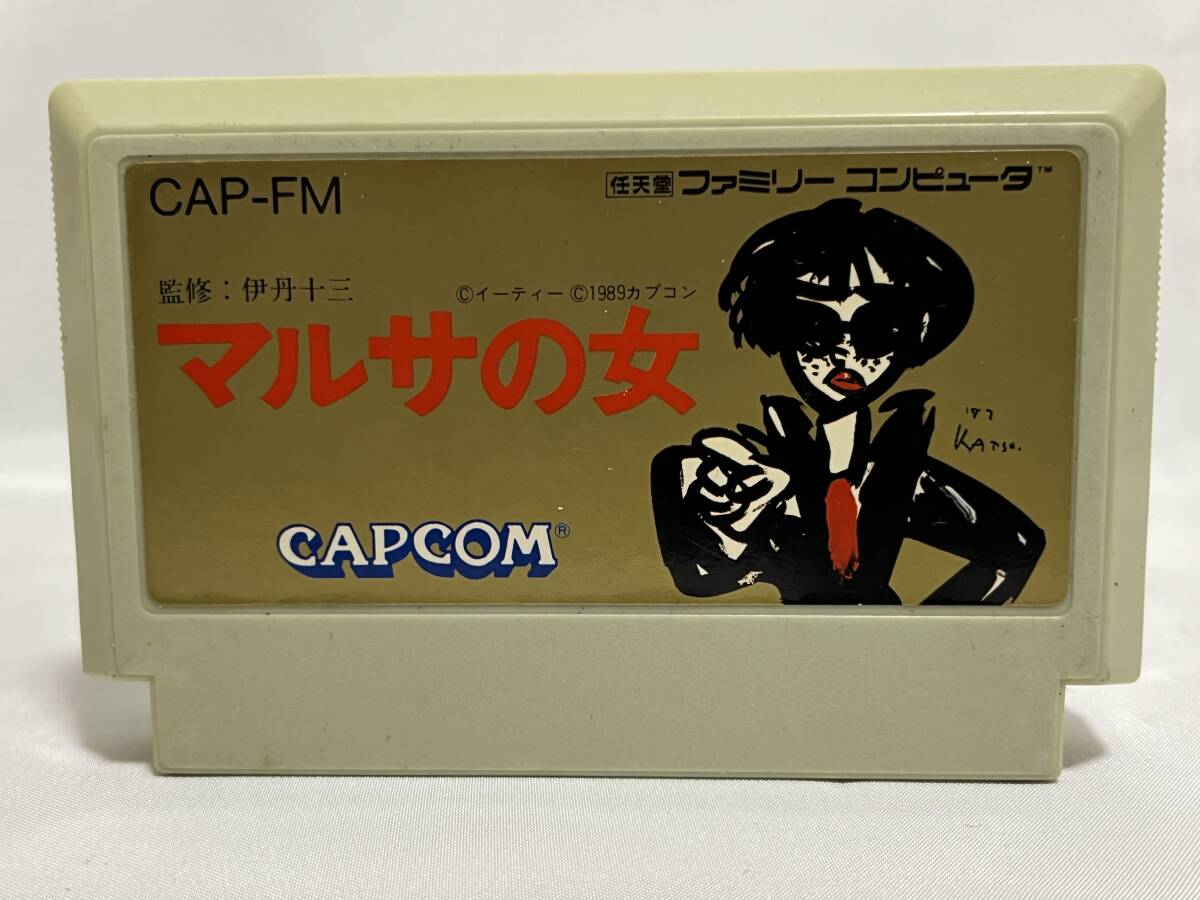 CAP-FM
任天堂 ファミリーコンピュータ™
監修：伊丹十三
©イーティー ©1989カプコン
マルサの女
'87
KATSU.
CAPCOM®